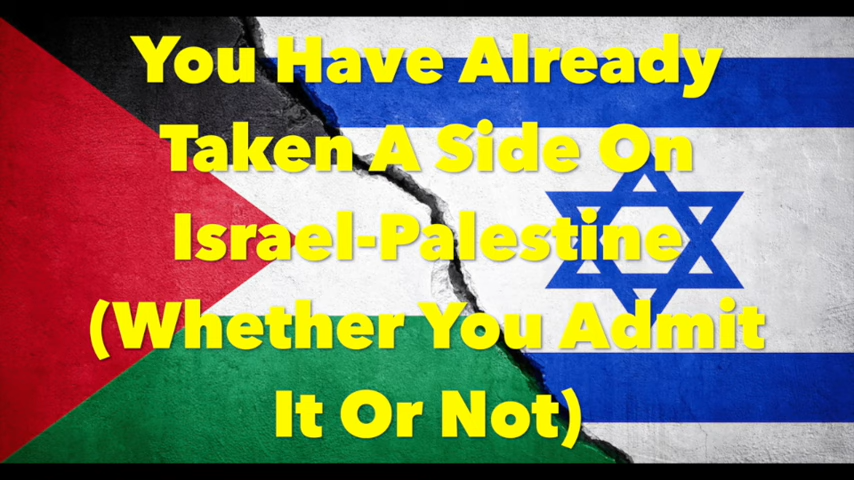 You Have Already
Taken A Side On
Israel-Palestine
(Whether You Admit
It Or Not)